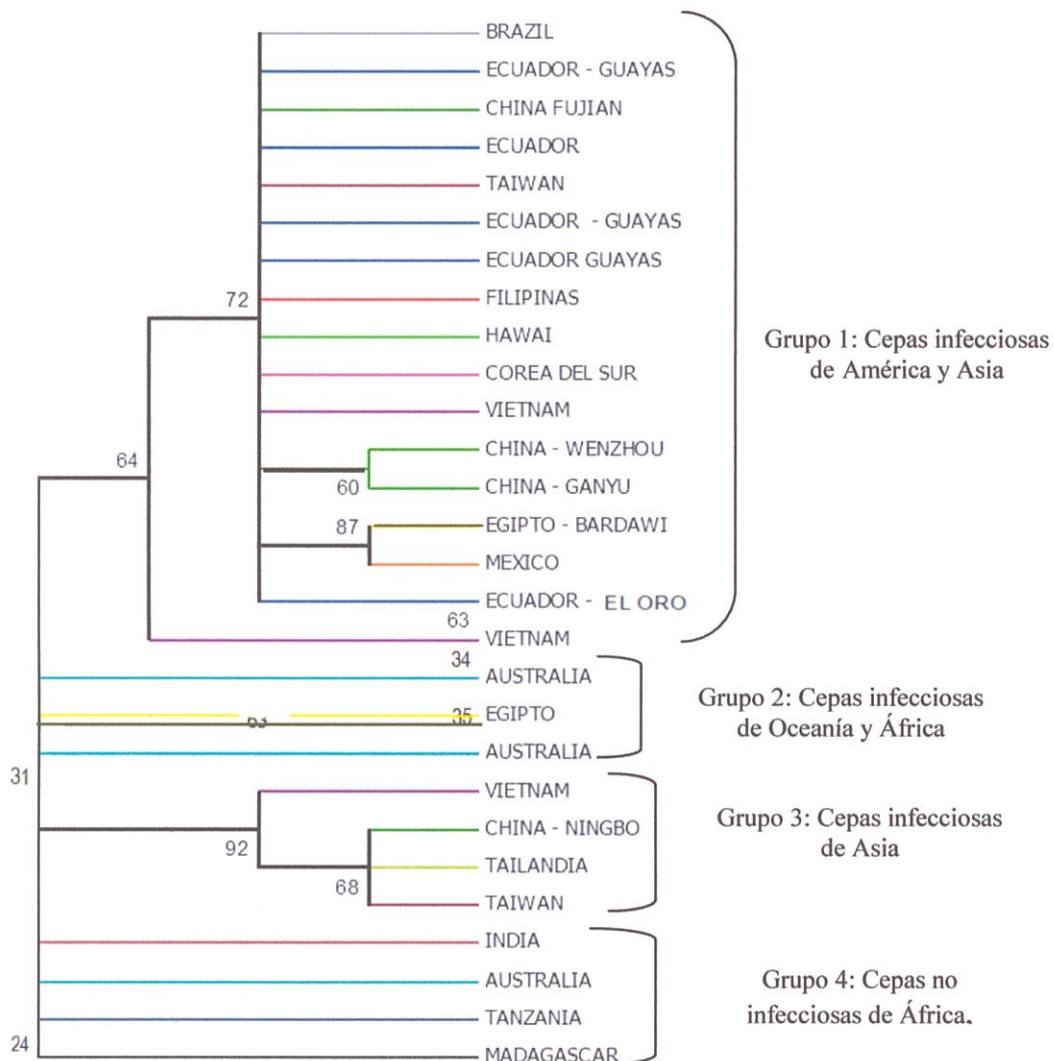 BRAZIL
ECUADOR - GUAYAS
CHINA FUJIAN
ECUADOR
TAIWAN
ECUADOR - GUAYAS
ECUADOR GUAYAS
72
FILIPINAS
HAWAI
Grupo 1: Cepas infecciosas
de América y Asia
COREA DEL SUR
VIETNAM
CHINA - WENZHOU
64
60
CHINA - GANYU
87
EGIPTO - BARDAWI
MEXICO
ECUADOR - EL ORO
63
VIETNAM
34
AUSTRALIA
Grupo 2: Cepas infecciosas
de Oceanía y África
EGIPTO
63
35
AUSTRALIA
31
VIETNAM
Grupo 3: Cepas infecciosas
de Asia
CHINA - NINGBO
92
TAILANDIA
68
TAIWAN
INDIA
AUSTRALIA
Grupo 4: Cepas no
infecciosas de África.
TANZANIA
24
MADAGASCAR